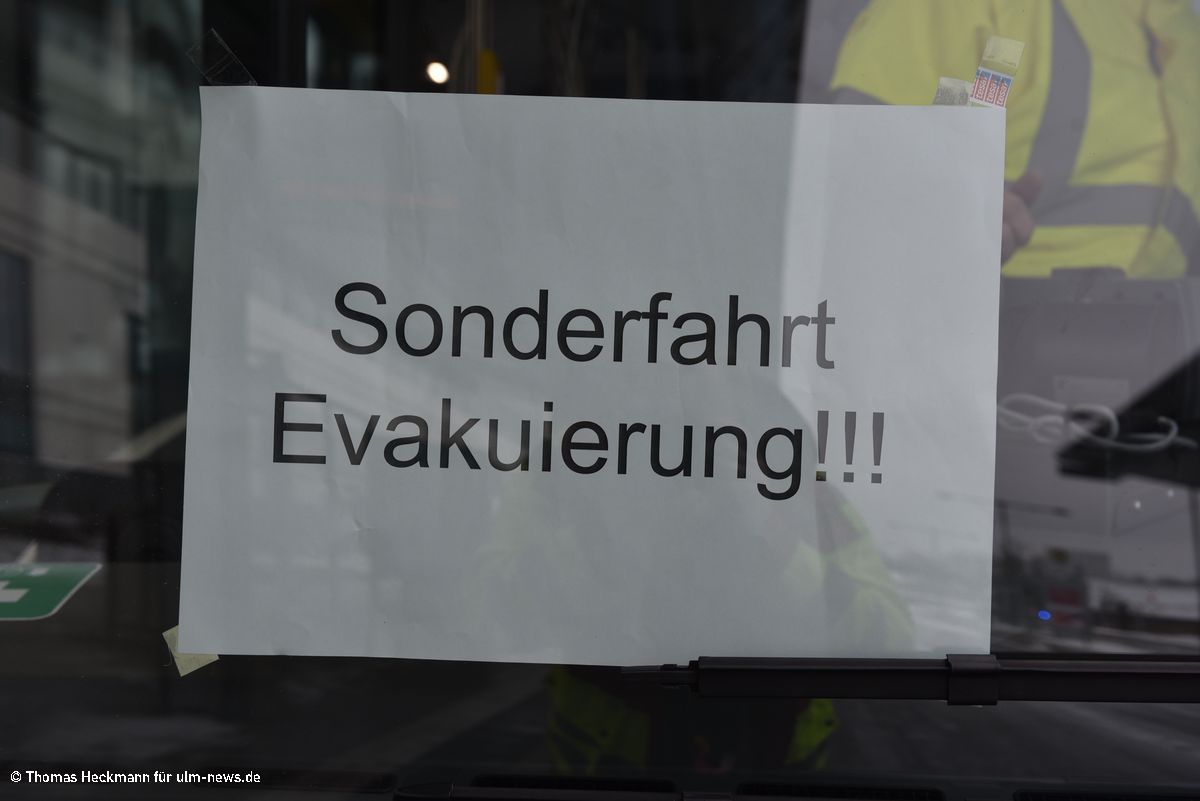 Sonderfahrt
Evakuierung!!!
© Thomas Heckmann für ulm-news.de